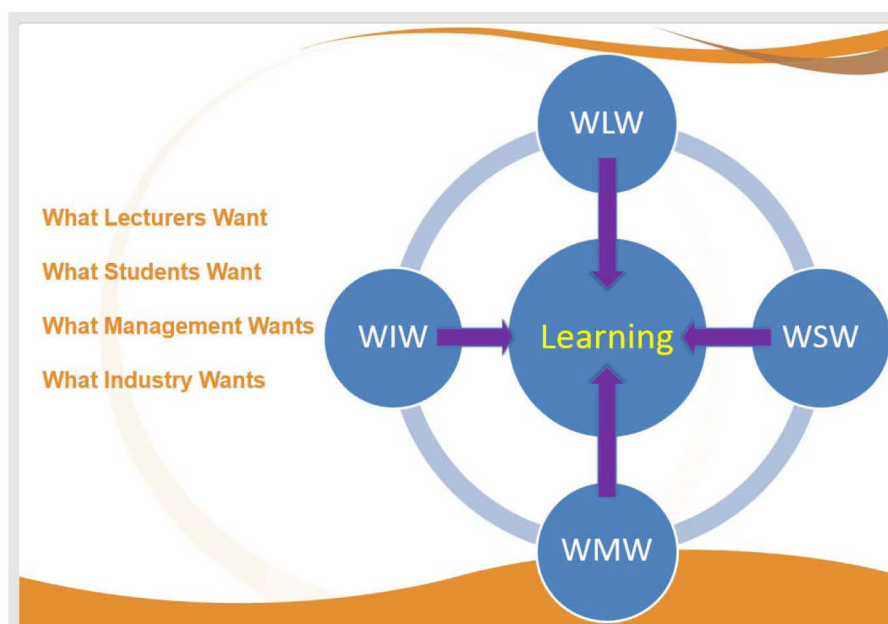 What Lecturers Want
What Students Want
What Management Wants
What Industry Wants
WLW
WIW
Learning
WSW
WMW